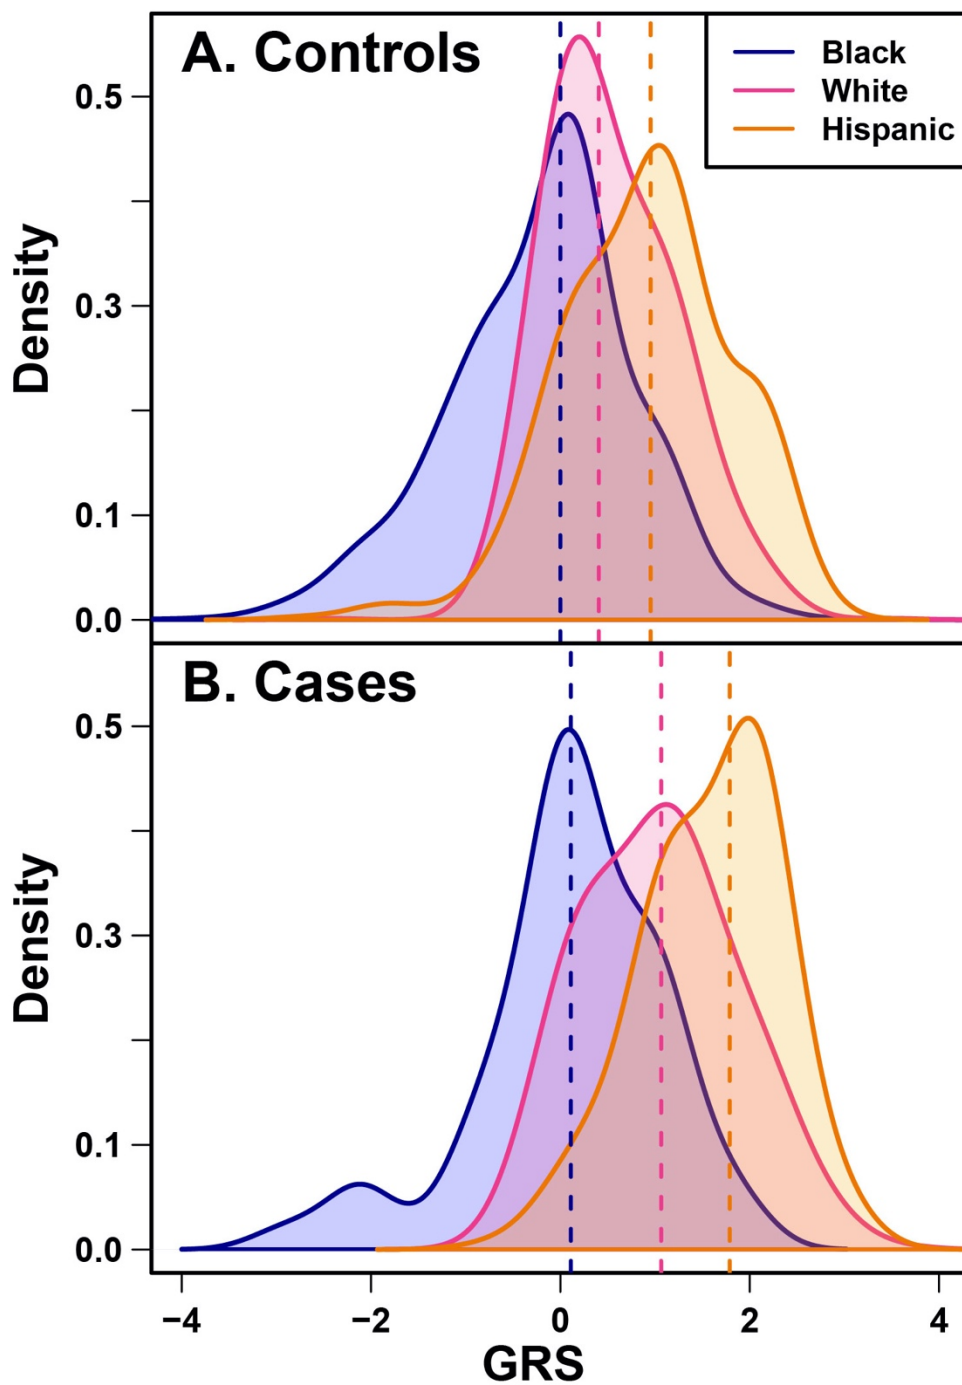 A. Controls
Black
White
Hispanic
Density
0.5
0.3
0.1
0.0
B. Cases
Density
0.5
0.3
0.1
0.0
−4 −2 0 2 4
GRS